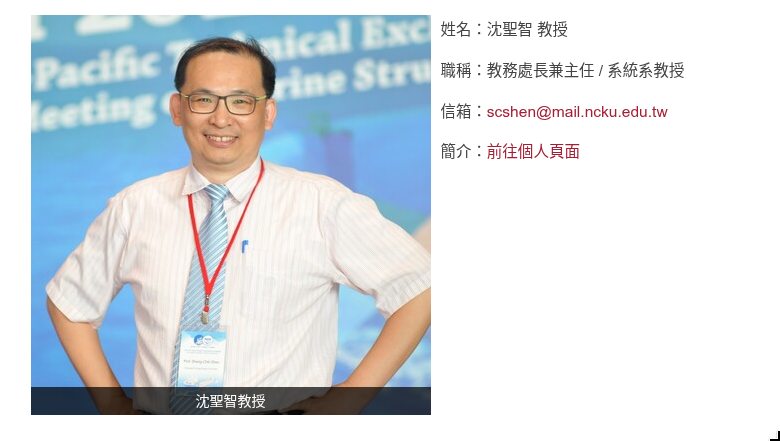 -Pacific Technical Exc
Meeting
rine Stru
沈聖智教授
姓名：沈聖智 教授
職稱：教務處長兼主任 / 系統系教授
信箱：scshen@mail.ncku.edu.tw
簡介：前往個人頁面